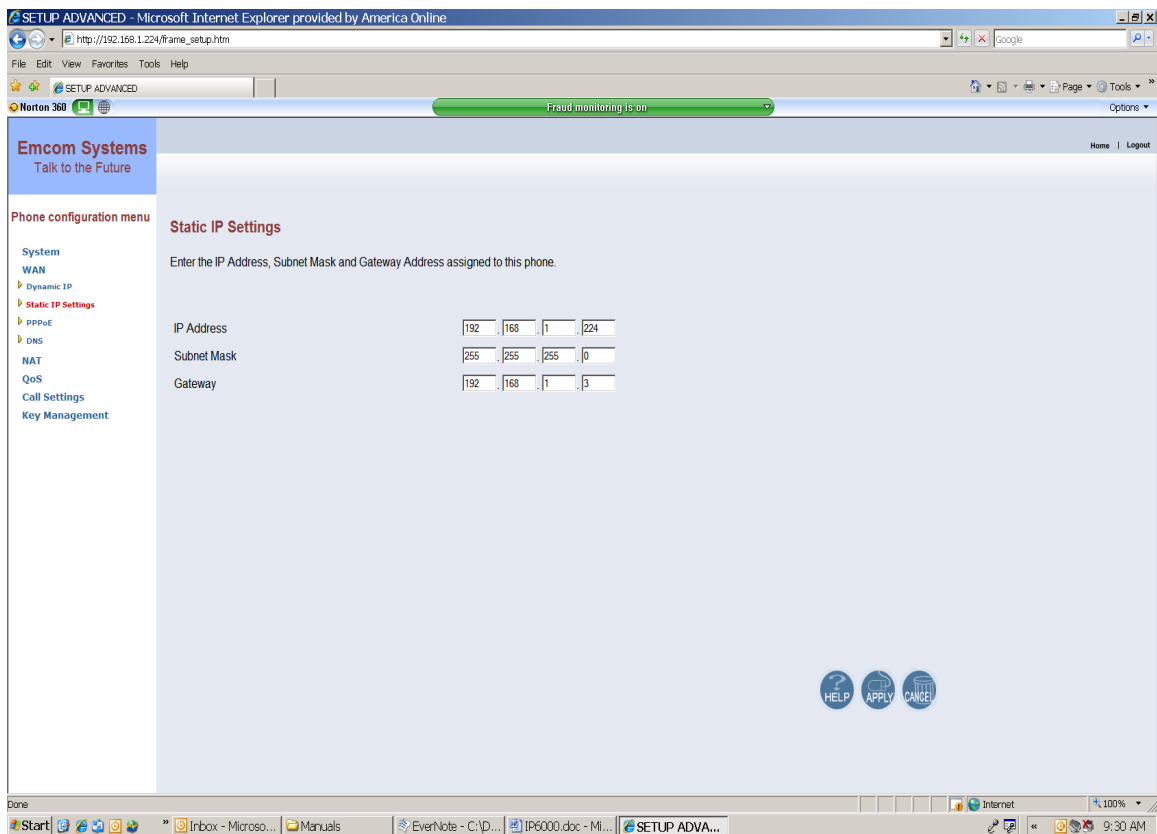 SETUP ADVANCED - Microsoft Internet Explorer provided by America Online
http://192.168.1.224/frame_setup.htm
Google
File Edit View Favorites Tools Help
SETUP ADVANCED
Page Tools »
Norton 360
Fraud monitoring is on
Options
Emcom Systems
Talk to the Future
Home | Logout
Phone configuration menu
System
WAN
Dynamic IP
Static IP Settings
PPPoE
DNS
NAT
QoS
Call Settings
Key Management
Static IP Settings
Enter the IP Address, Subnet Mask and Gateway Address assigned to this phone.
IP Address 192 . 168 . 1 . 224
Subnet Mask 255 . 255 . 255 . 0
Gateway 192 . 168 . 1 . 3
HELP APPLY CANCEL
Done
Internet
100%
Start » Inbox - Microso... Manuals EverNote - C:\D... IP6000.doc - Mi... SETUP ADVA... « 9:30 AM